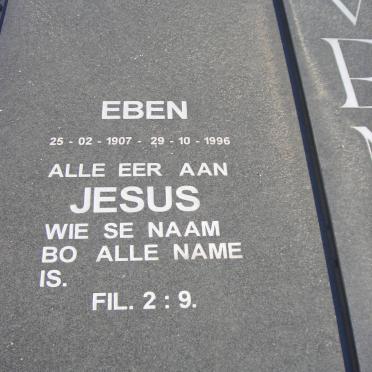 EBEN
25 - 02 - 1907 - 29 - 10 - 1996
ALLE EER AAN
JESUS
WIE SE NAAM
BO ALLE NAME
IS.
FIL. 2 : 9.